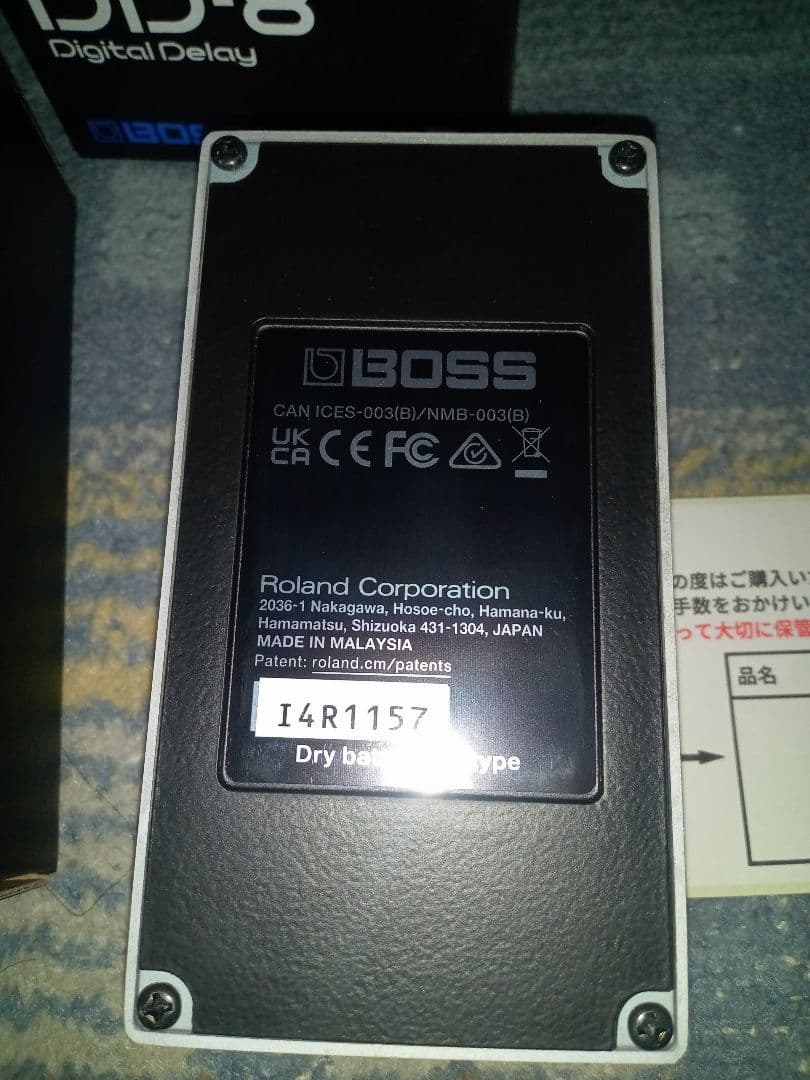 DD-8
Digital Delay
BOSS
BOSS
CAN ICES-003(B)/NMB-003(B)
UK
CA CE FC
Roland Corporation
2036-1 Nakagawa, Hosoe-cho, Hamana-ku,
Hamamatsu, Shizuoka 431-1304, JAPAN
MADE IN MALAYSIA
Patent: roland.cm/patents
I4R1157
Dry type
の度はご購入い
手数をおかけい
って大切に保管
品名